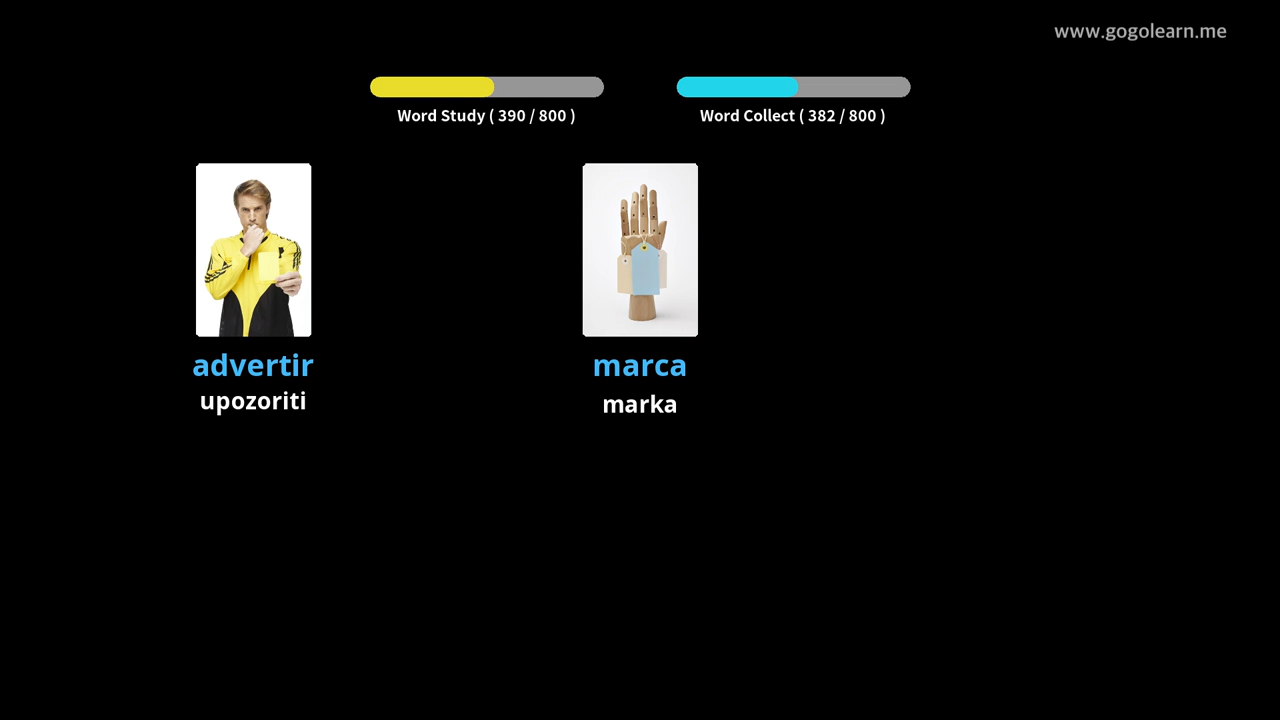 www.gogolearn.me
Word Study ( 390 / 800 )
Word Collect ( 382 / 800 )
advertir
upozoriti
marca
marka